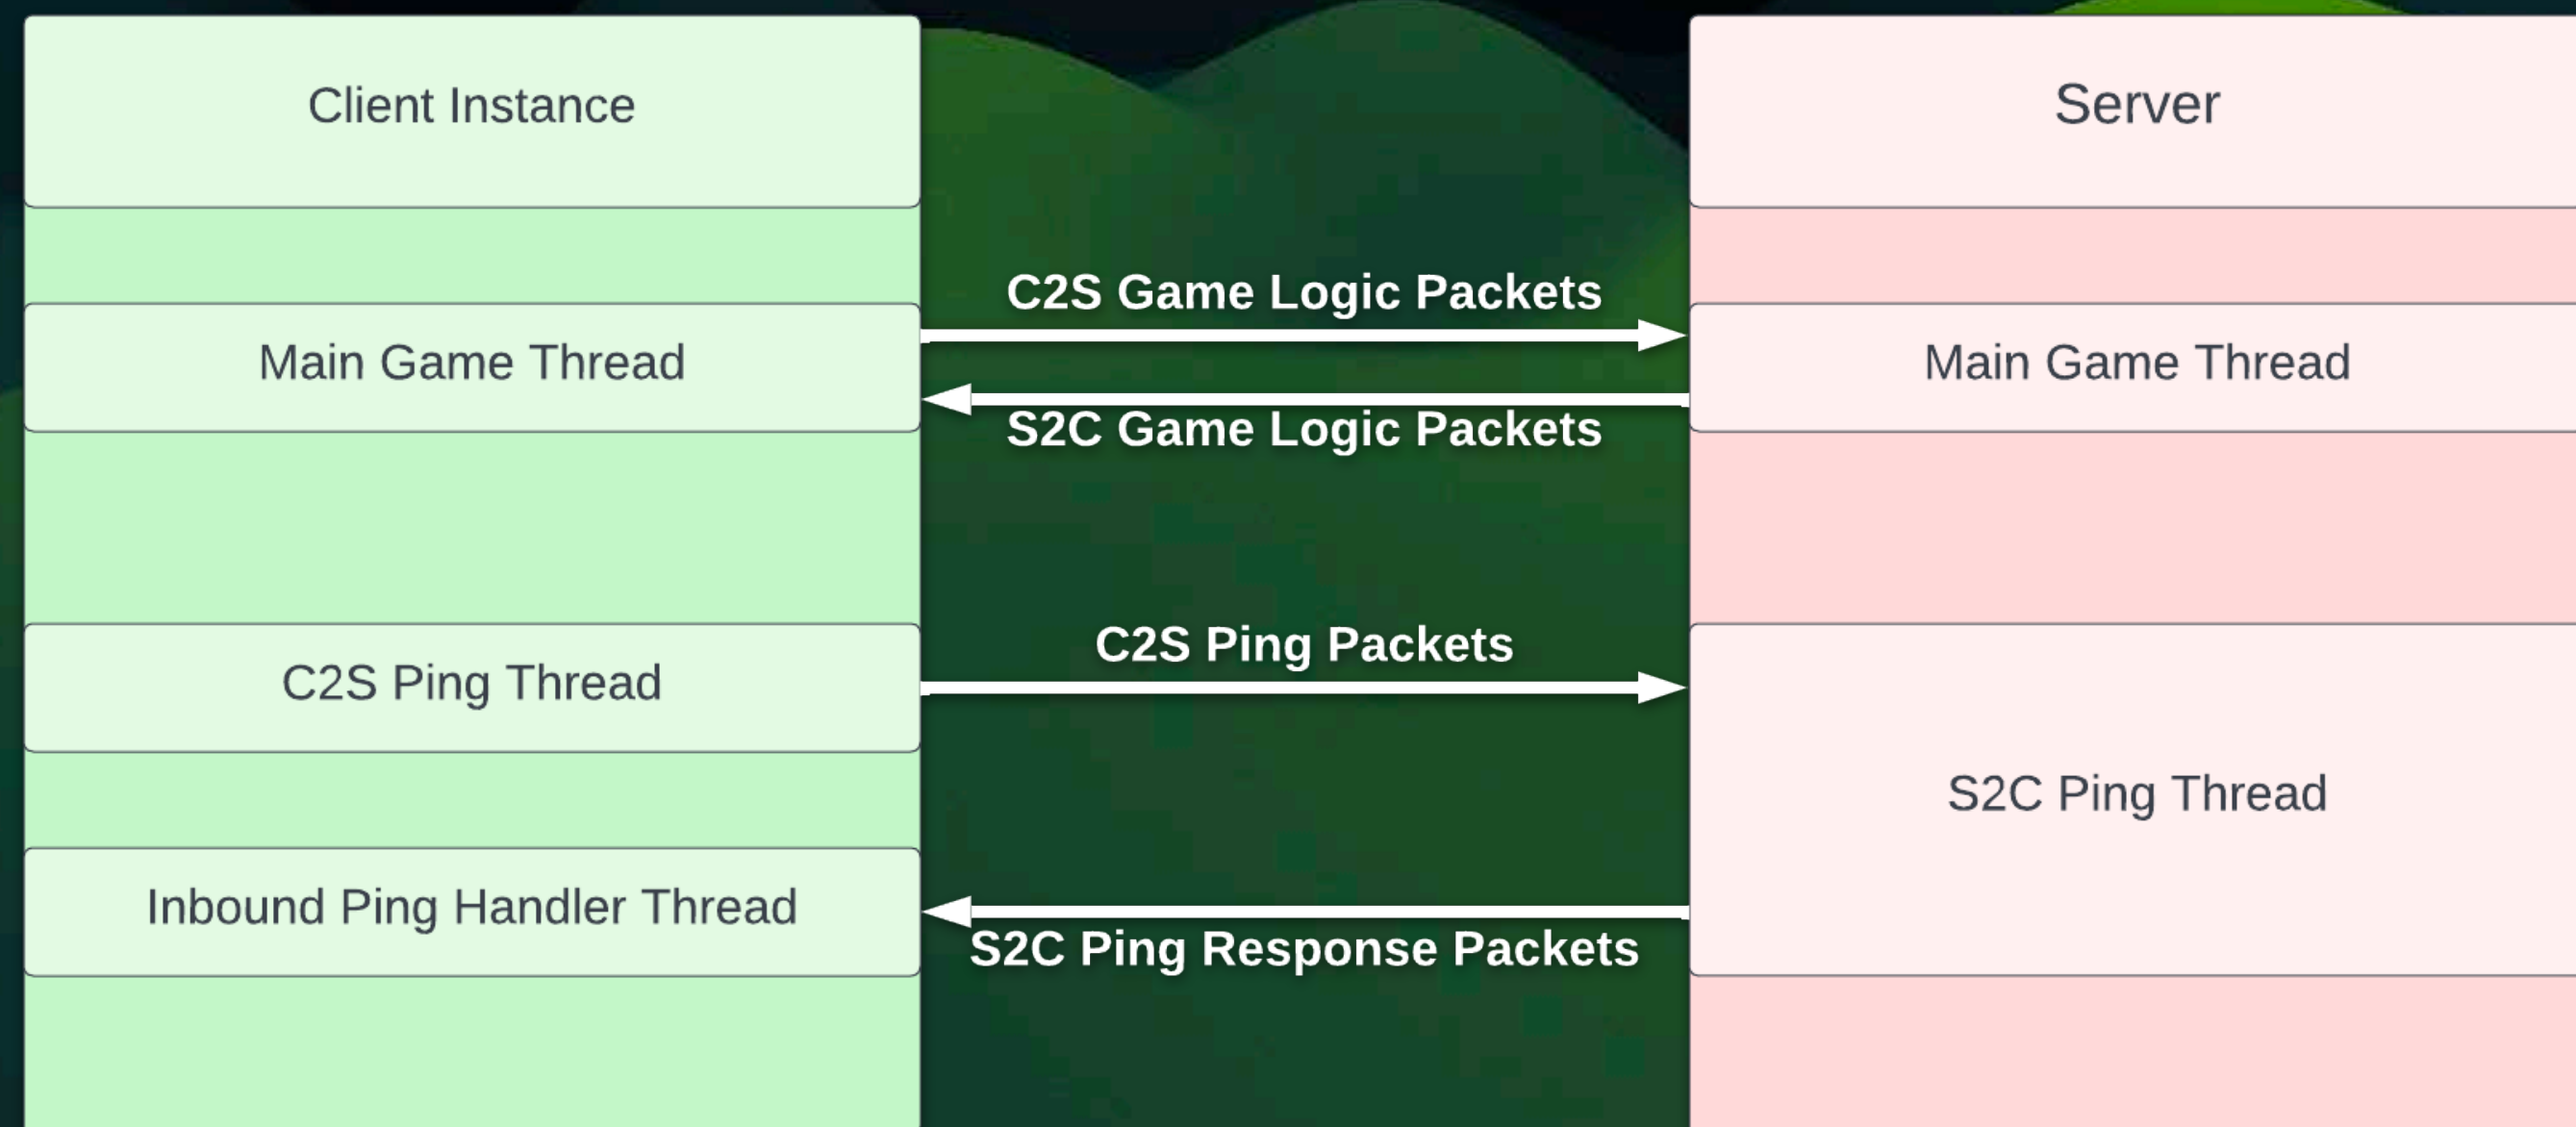 Client Instance
Server
C2S Game Logic Packets
Main Game Thread
Main Game Thread
S2C Game Logic Packets
C2S Ping Packets
C2S Ping Thread
S2C Ping Thread
Inbound Ping Handler Thread
S2C Ping Response Packets